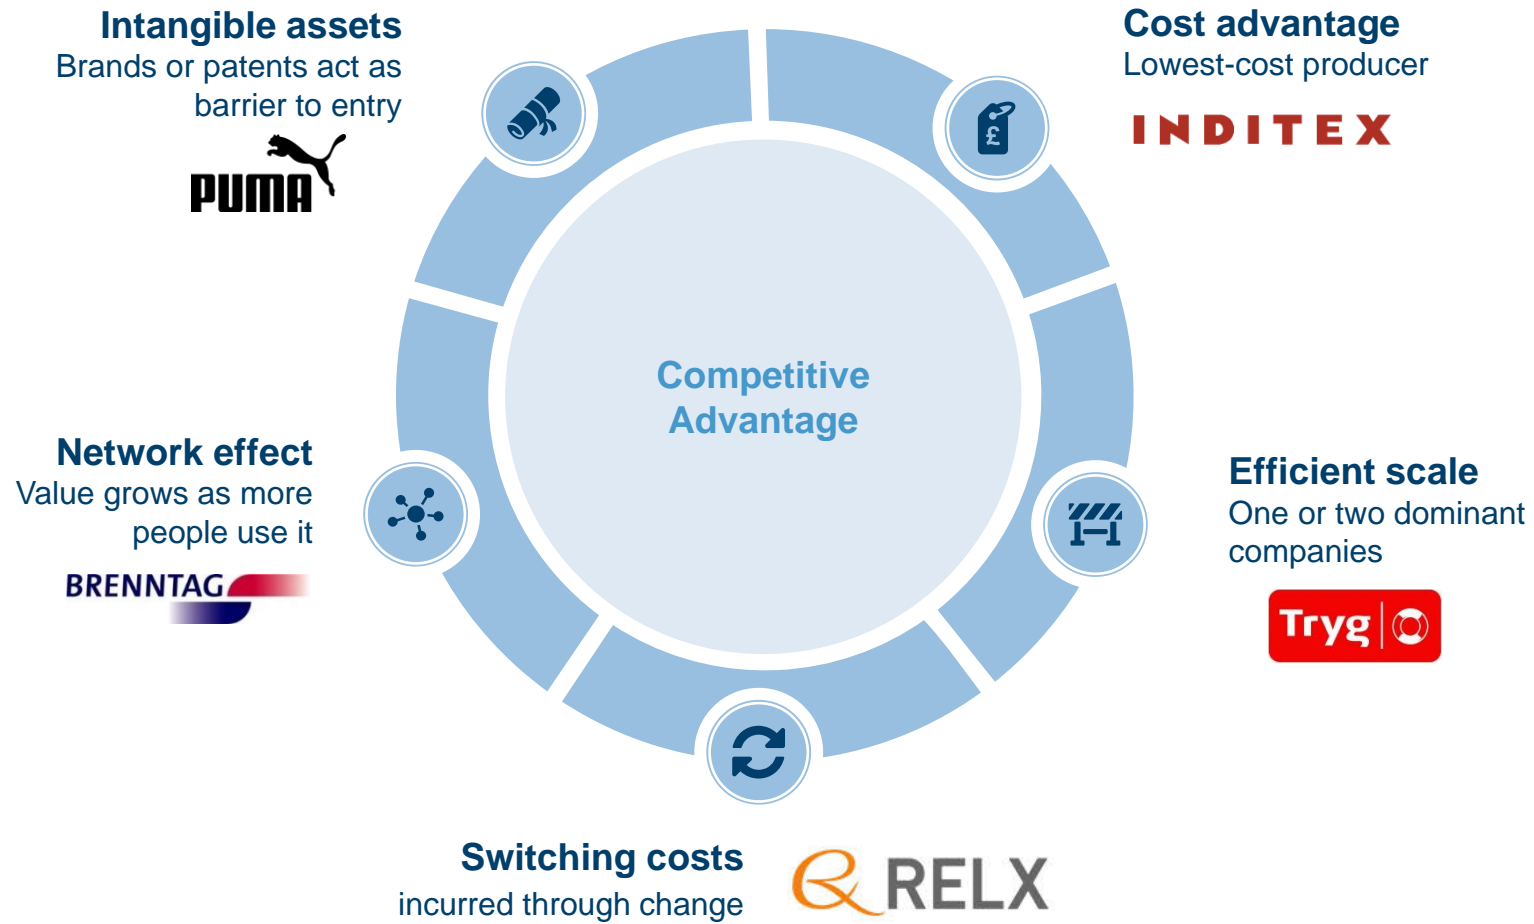 Intangible assets
Brands or patents act as
barrier to entry
PUMA
Cost advantage
Lowest-cost producer
INDITEX
£
Competitive
Advantage
Network effect
Value grows as more
people use it
BRENNTAG
Efficient scale
One or two dominant
companies
Tryg
Switching costs
incurred through change
RELX